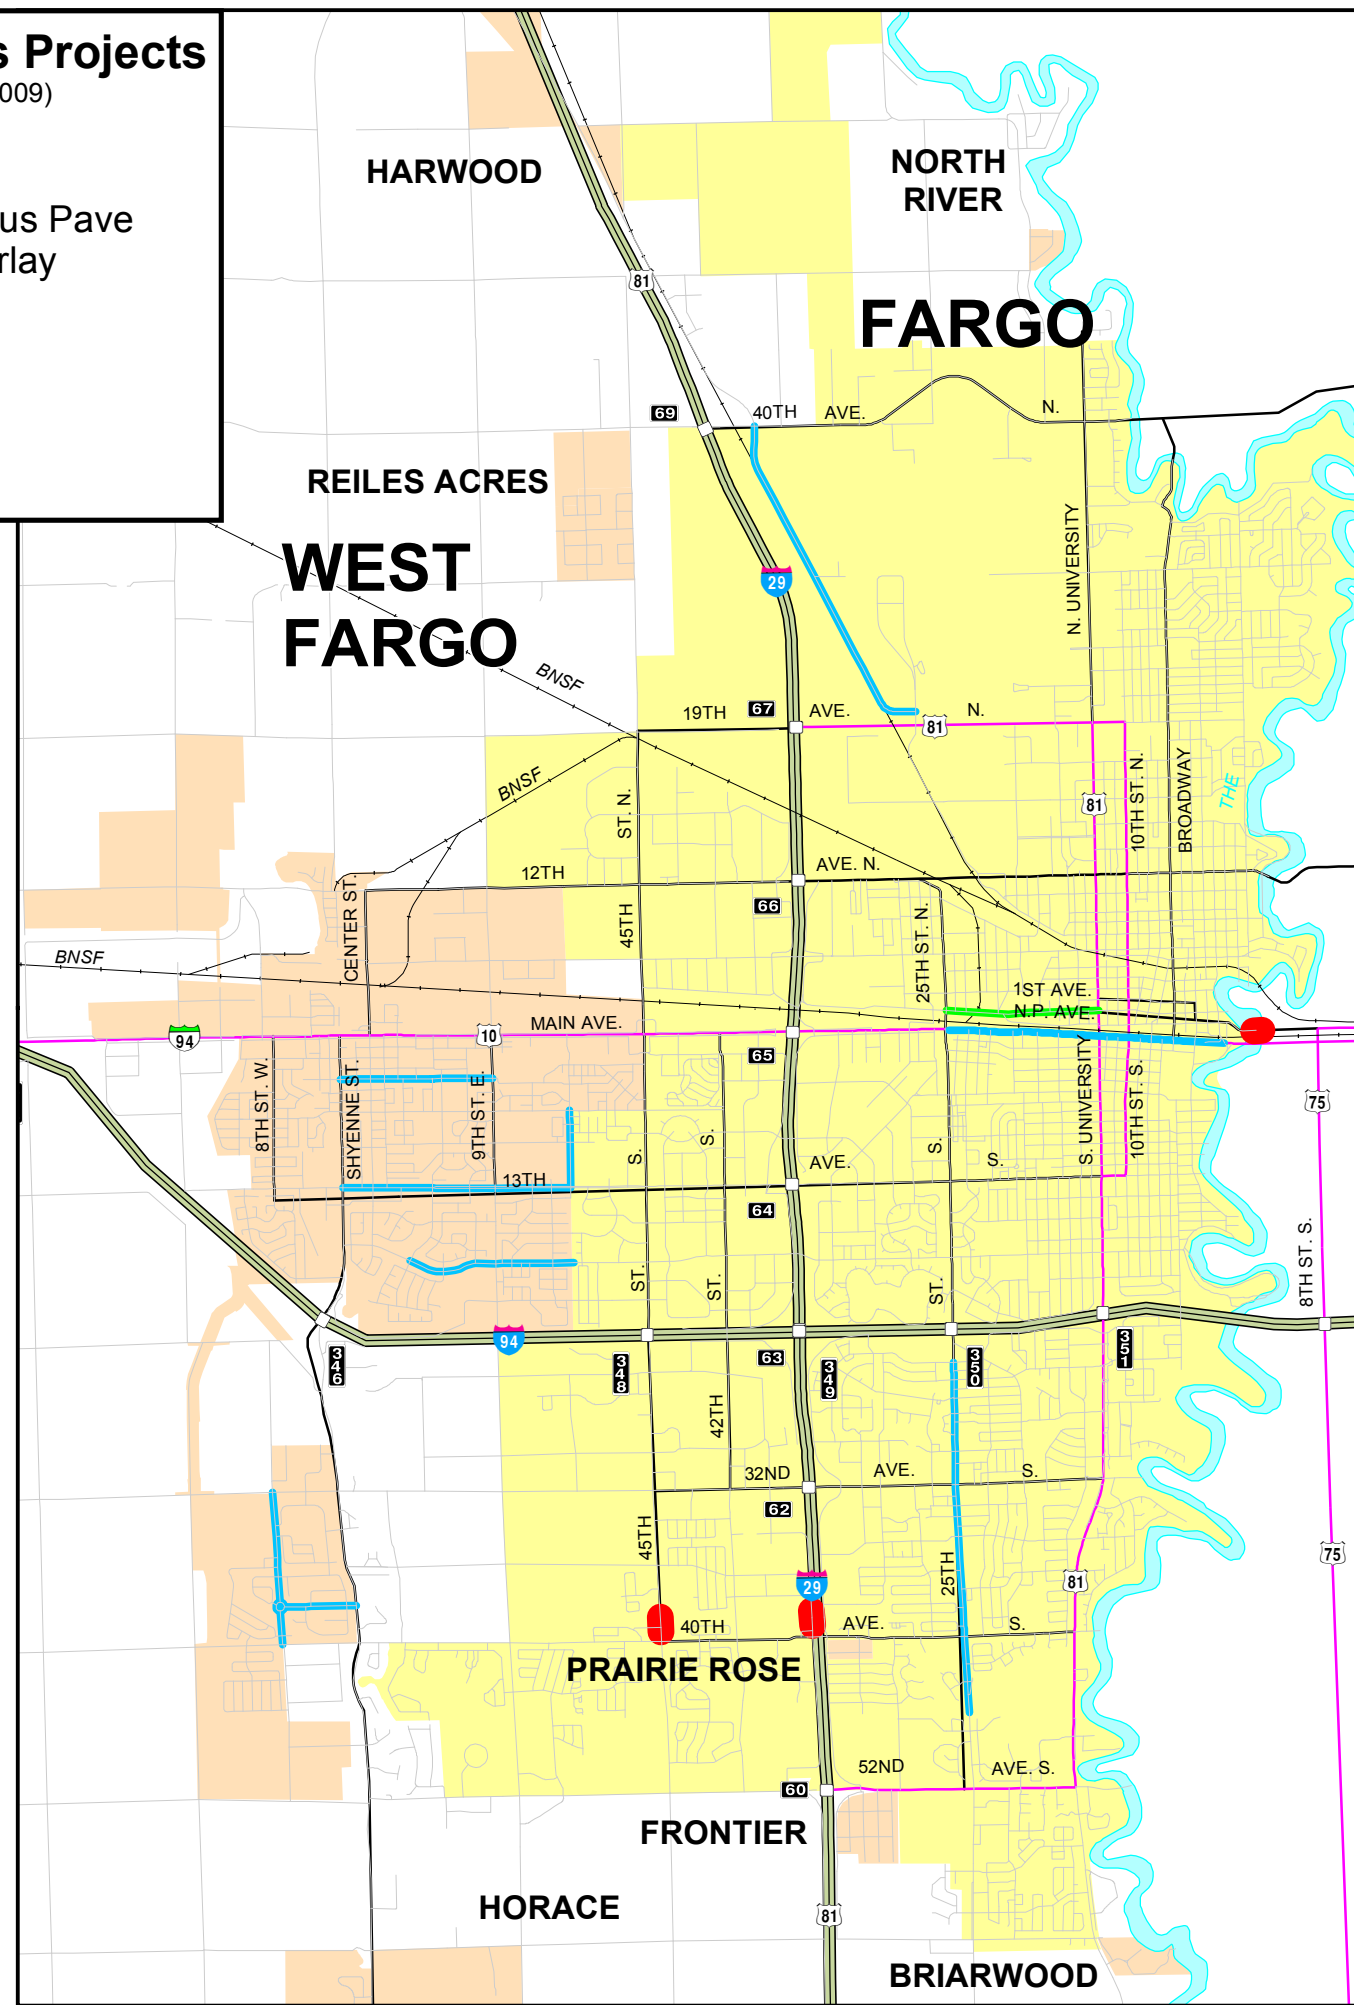 s Projects
009)
us Pave
rlay
HARWOOD
NORTH
RIVER
81
FARGO
69
40TH AVE. N.
REILES ACRES
WEST
FARGO
29
N. UNIVERSITY
BNSF
19TH
67
AVE.
N.
81
BNSF
ST. N.
81
10TH ST. N.
BROADWAY
THE
12TH
AVE. N.
66
45TH
25TH ST. N.
CENTER ST.
BNSF
1ST AVE.
N.P. AVE.
94
10
MAIN AVE.
65
8TH ST. W.
SHYENNE ST.
9TH ST. E.
S.
S.
S.
S. UNIVERSITY
10TH ST. S.
75
13TH
AVE.
S.
64
ST.
ST.
ST.
8TH ST. S.
94
346
348
63
349
350
351
42TH
32ND
AVE.
S.
62
45TH
29
25TH
81
75
40TH
AVE.
S.
PRAIRIE ROSE
52ND
AVE. S.
60
FRONTIER
HORACE
81
BRIARWOOD